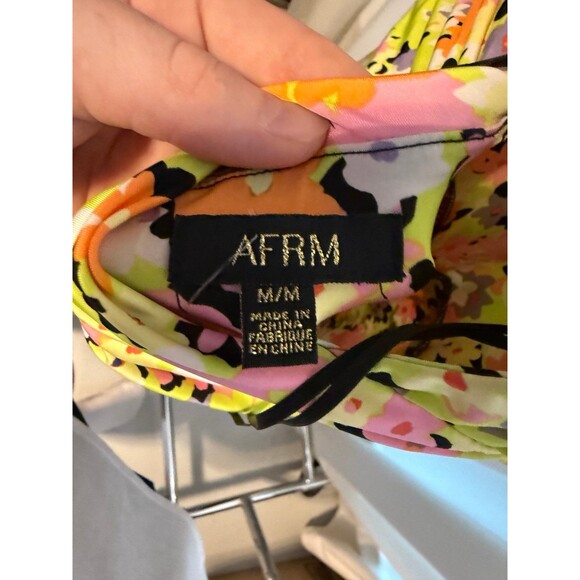 AFRM
M/M
MADE IN
CHINA
FABRIQUE
EN CHINE